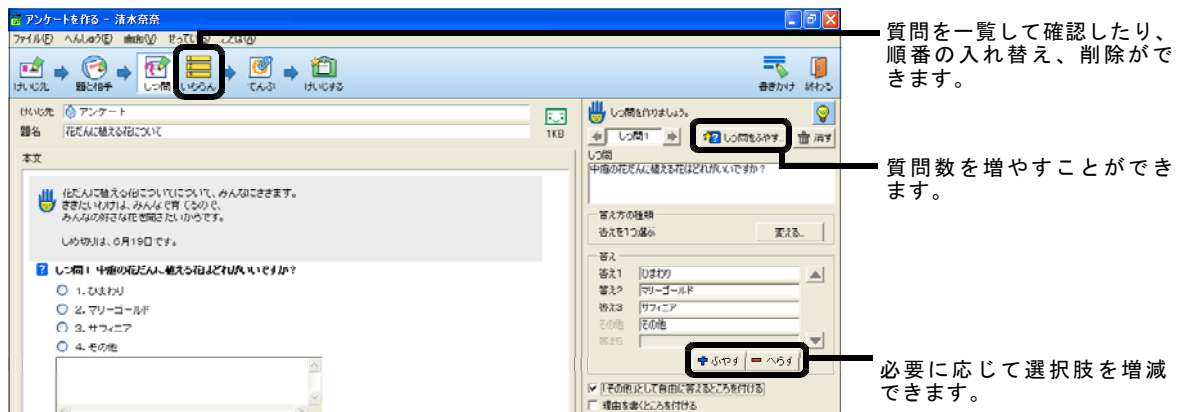 アンケートを作る - 清水奈奈
ファイル(F) へんしゅう(E) 画面(V) せってい ことば(W)
けいじ先 題と相手 しつ問 いちらん てんぷ けいじする 書きかけ 終わる
けいじ先 アンケート
題名 花だんに植える花について
1KB
本文
花だんに植える花についてについて、みんなにききます。
ききたいわけは、みんなで育てるので、
みんなの好きな花を聞きたいからです。
しめ切りは、6月19日です。
しつ問1 中庭の花だんに植える花はどれがいいですか?
1. ひまわり
2. マリーゴールド
3. サフィニア
4. その他
しつ問を作りましょう。
しつ問1 しつ問をふやす... 消す
しつ問
中庭の花だんに植える花はどれがいいですか?
答え方の種類
答えを1つ選ぶ 変える...
答え
答え1 ひまわり
答え2 マリーゴールド
答え3 サフィニア
その他 その他
答え5
ふやす へらす
「その他」として自由に答えるところを付ける
理由を書くところを付ける
質問を一覧して確認したり、
順番の入れ替え、削除がで
きます。
質問数を増やすことができ
ます。
必要に応じて選択肢を増減
できます。